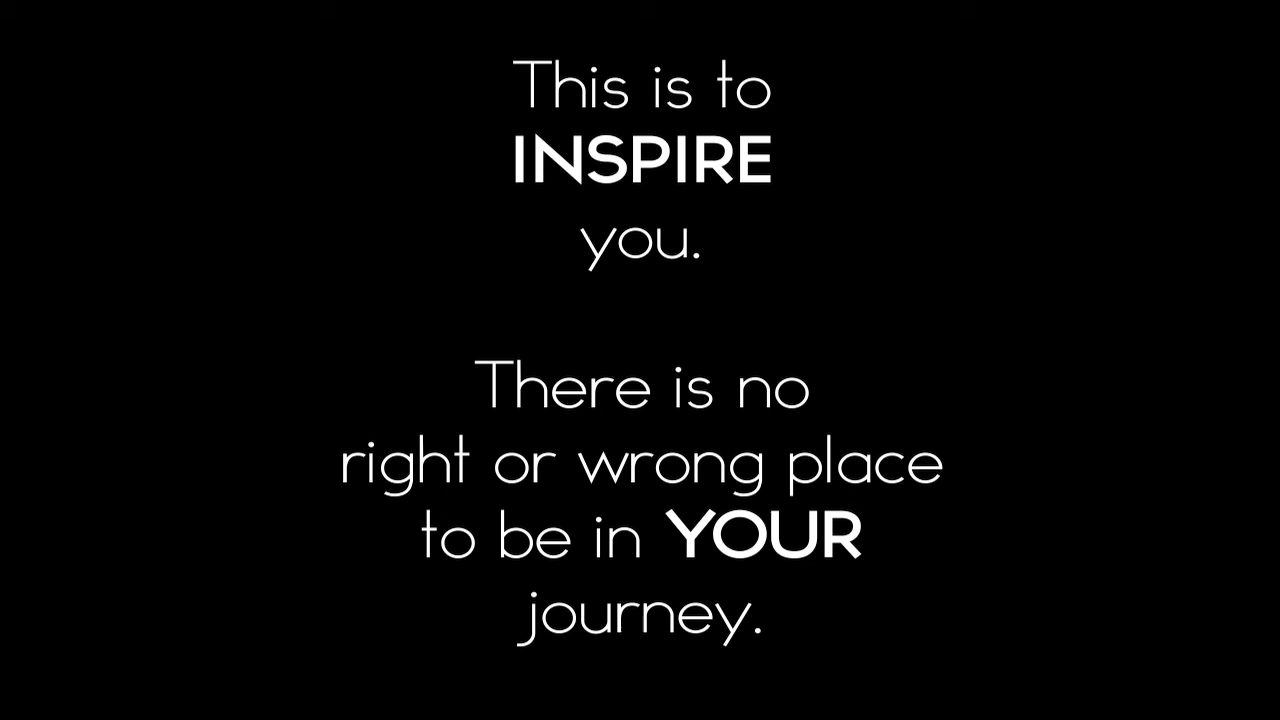 This is to
INSPIRE
you.
There is no
right or wrong place
to be in YOUR
journey.